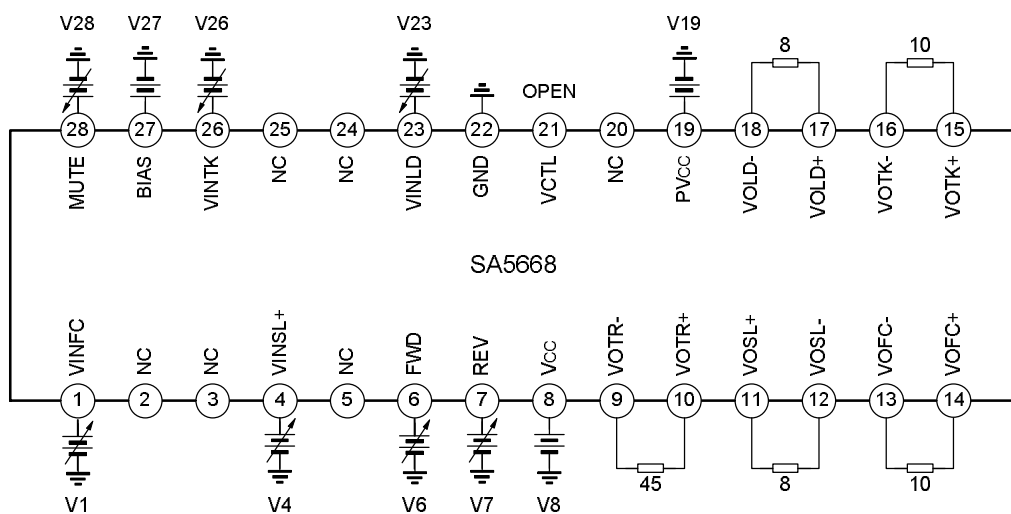 V28 V27 V26 V23 V19 8 10
OPEN
28 27 26 25 24 23 22 21 20 19 18 17 16 15
MUTE BIAS VINTK NC NC VINLD GND VCTL NC PVCC VOLD- VOLD+ VOTK- VOTK+
SA5668
VINFC NC NC VINSL+ NC FWD REV VCC VOTR- VOTR+ VOSL+ VOSL- VOFC- VOFC+
1 2 3 4 5 6 7 8 9 10 11 12 13 14
45 8 10
V1 V4 V6 V7 V8